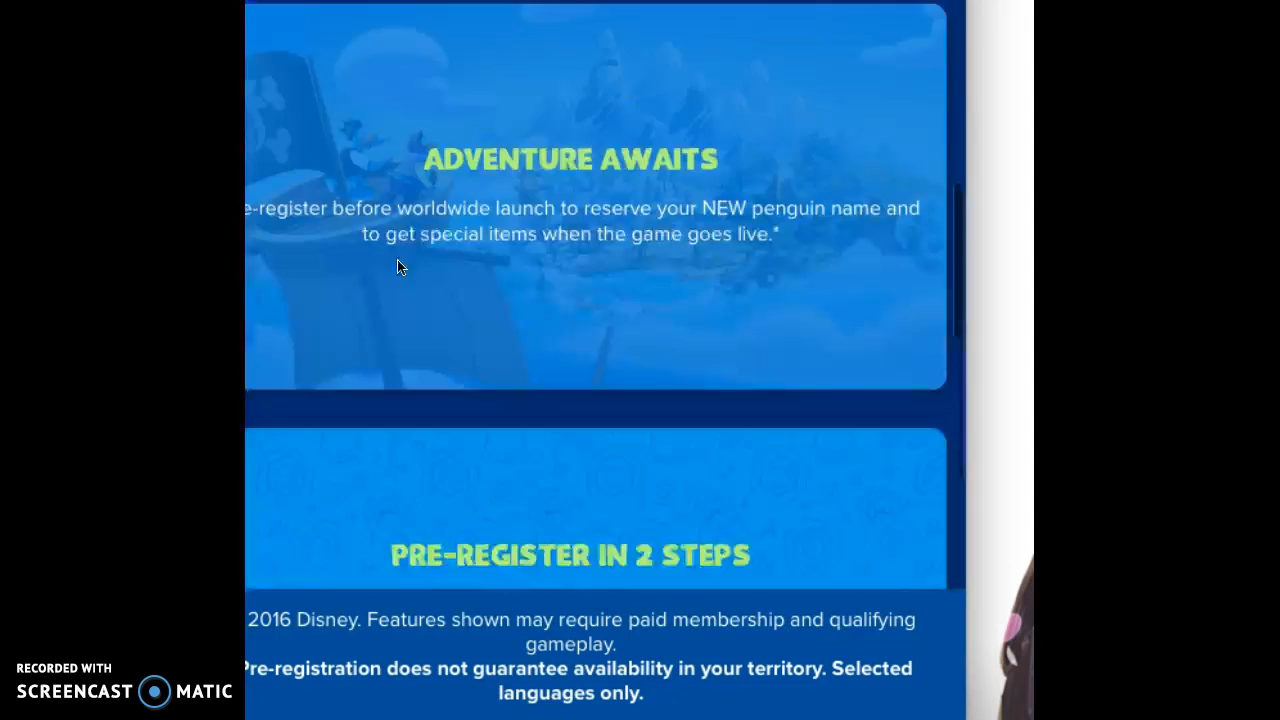 ADVENTURE AWAITS
e-register before worldwide launch to reserve your NEW penguin name and
to get special items when the game goes live.*
PRE-REGISTER IN 2 STEPS
2016 Disney. Features shown may require paid membership and qualifying
gameplay.
Pre-registration does not guarantee availability in your territory. Selected
languages only.
RECORDED WITH
SCREENCAST MATIC